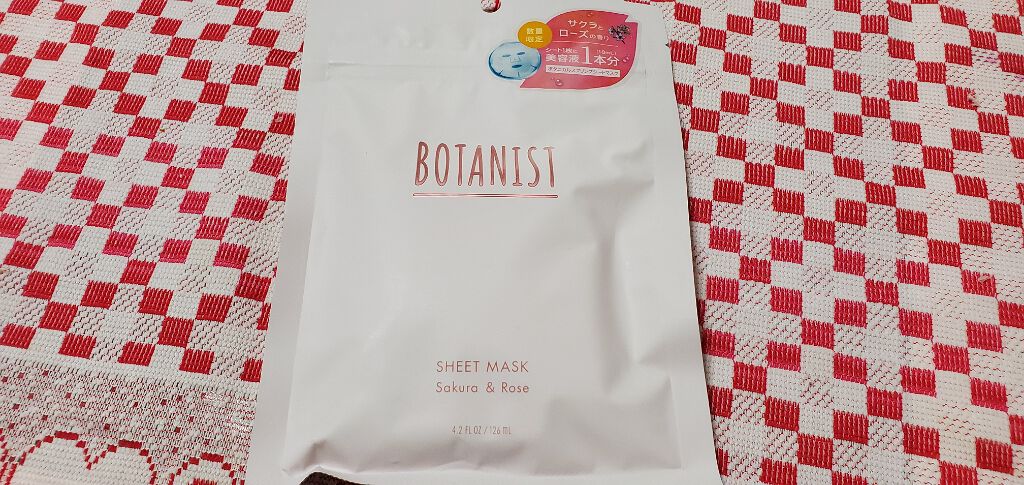 数量
限定
サクラと
ローズの香り
シート1枚に
美容液1本分
BOTANIST
SHEET MASK
Sakura & Rose
4.2 FL OZ / 126 mL